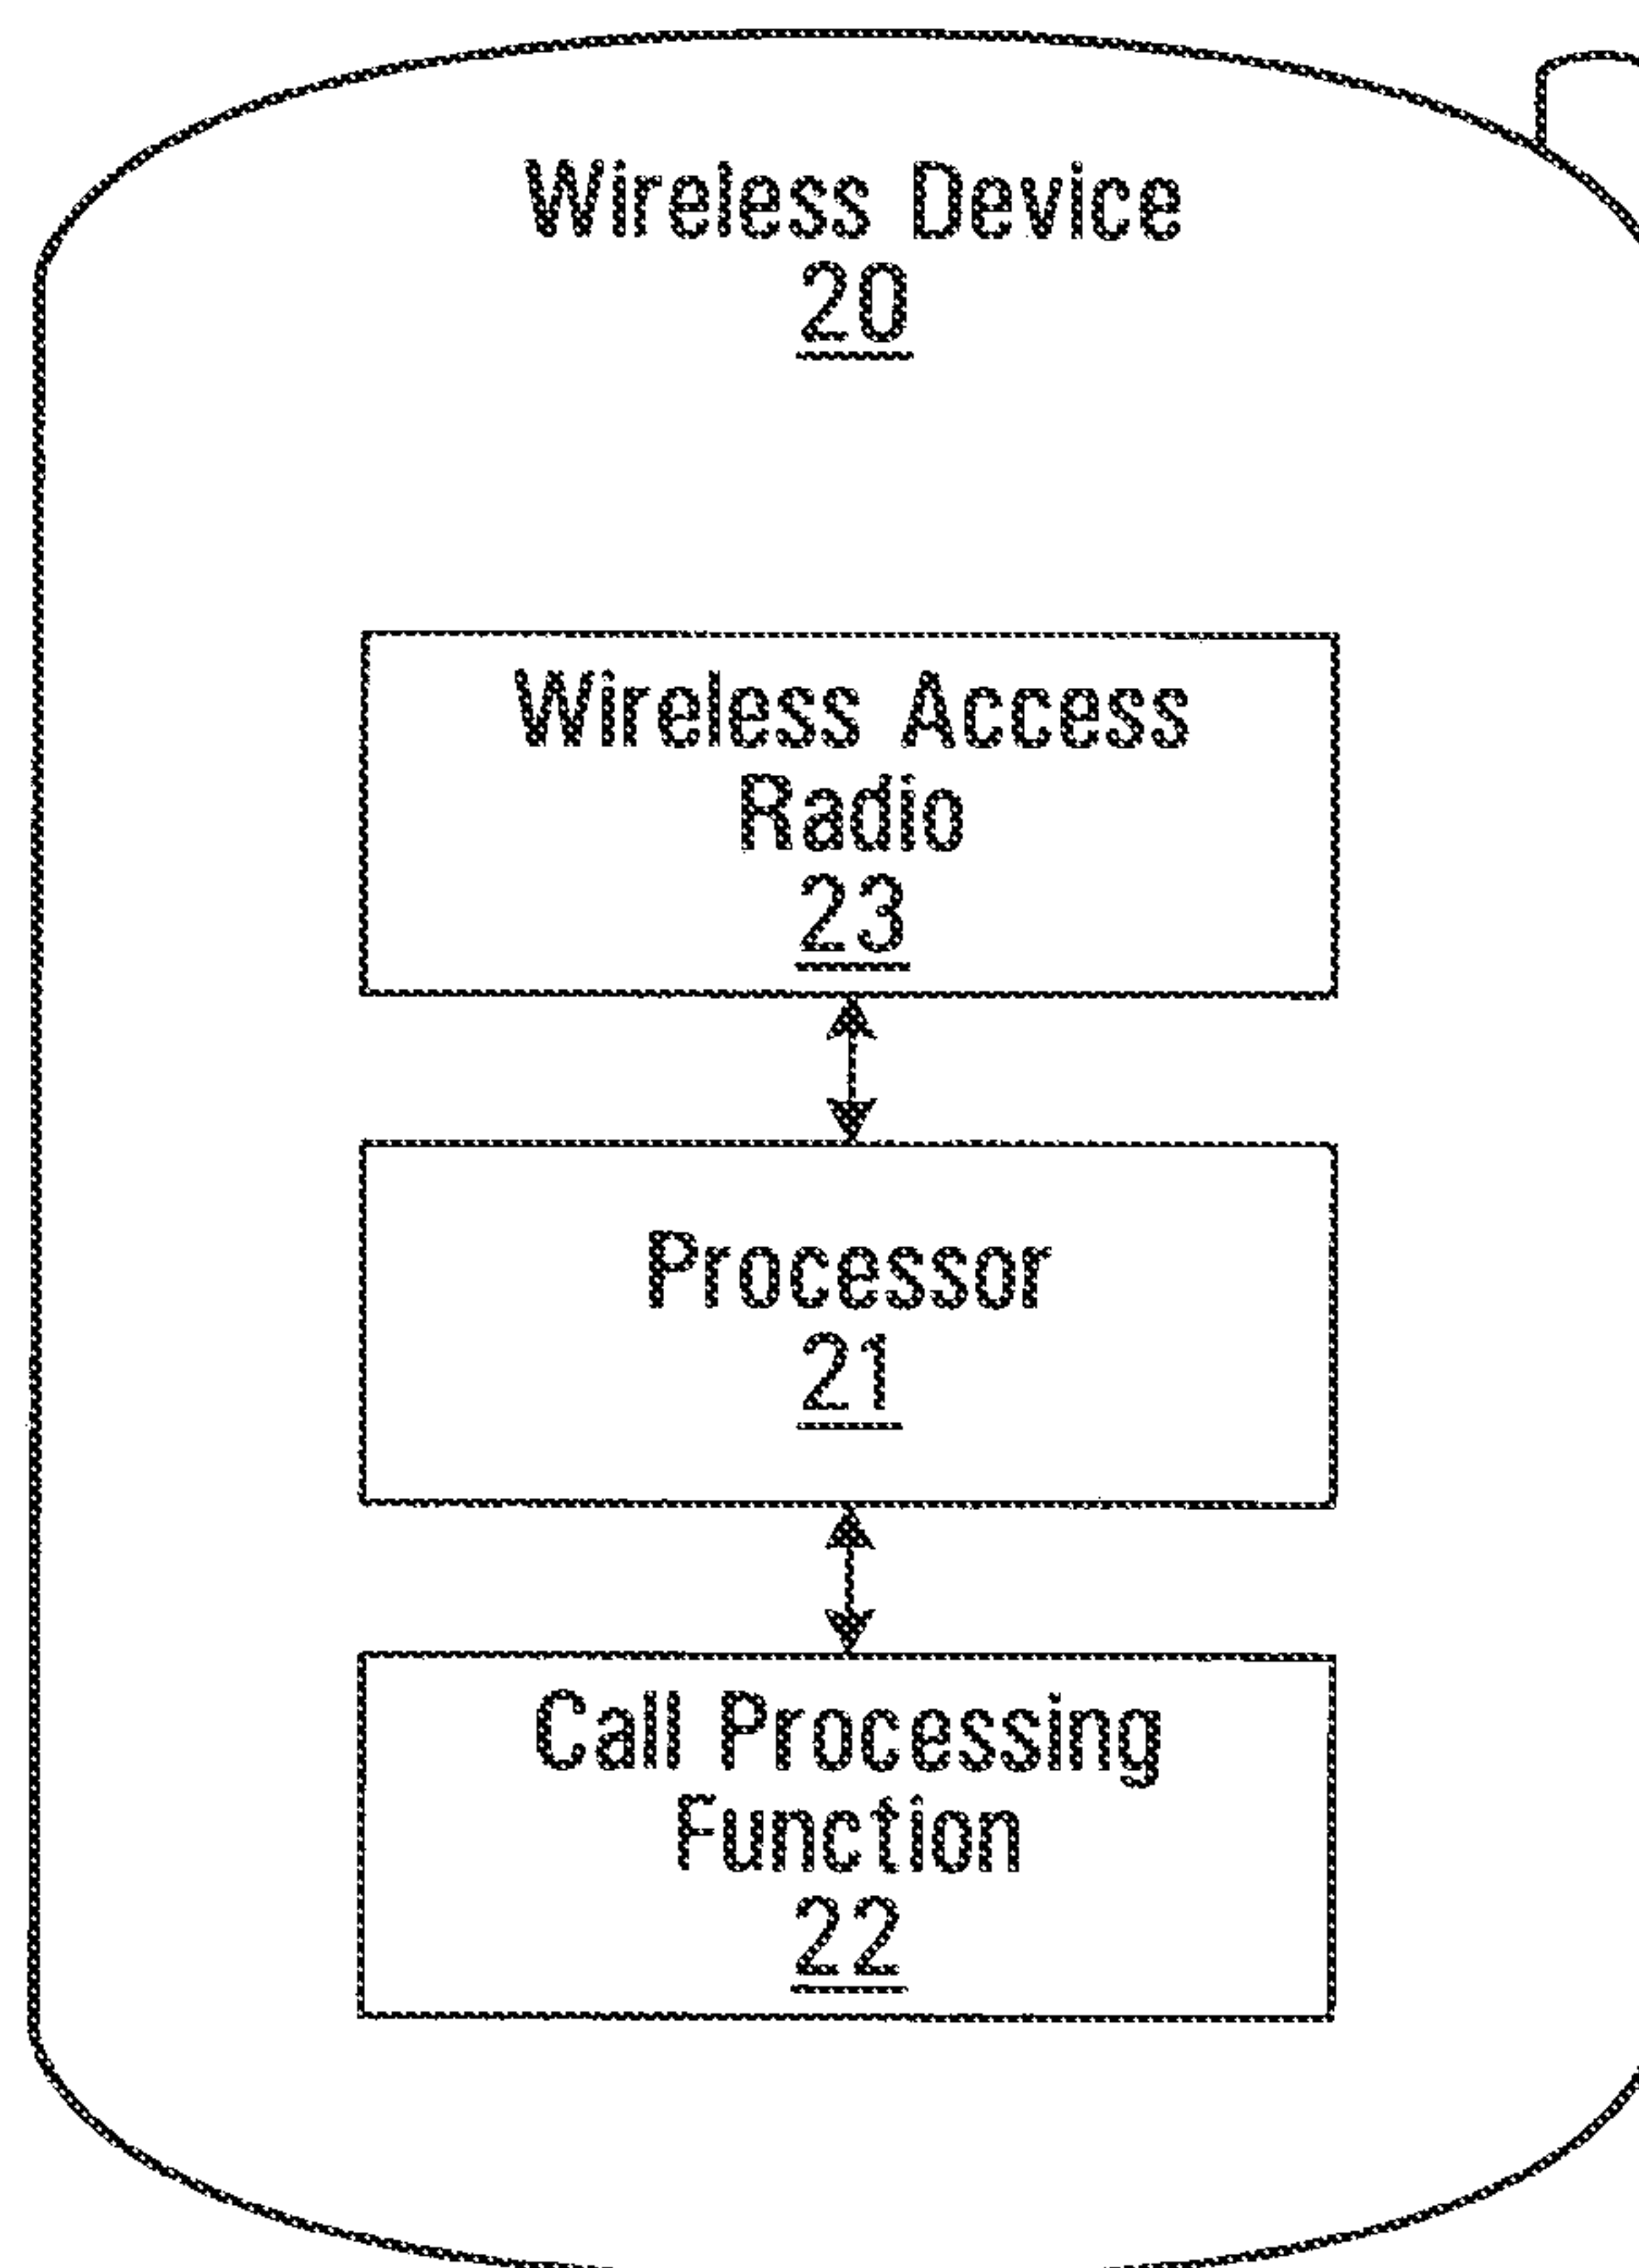 Wireless Device
20
Wireless Access
Radio
23
Processor
21
Call Processing
Function
22